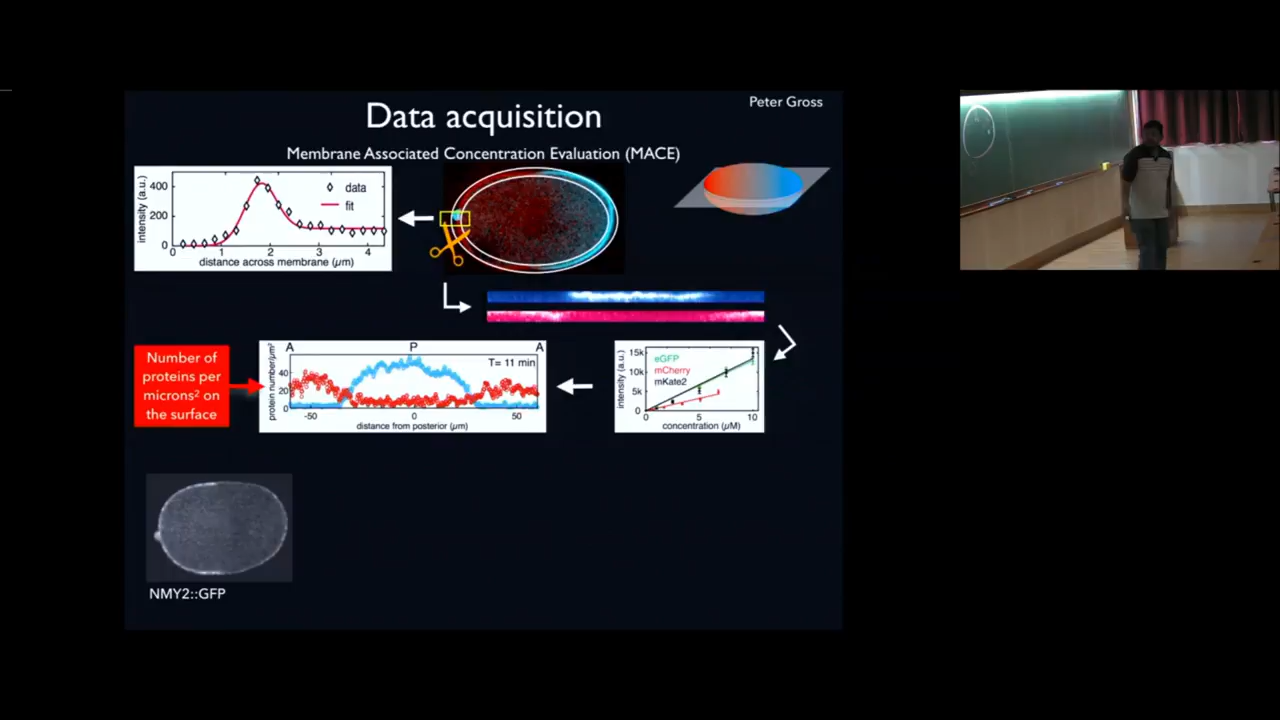 Peter Gross
Data acquisition
Membrane Associated Concentration Evaluation (MACE)
intensity (a.u.)
400
200
0
data
fit
0 1 2 3 4
distance across membrane (µm)
Number of
proteins per
microns² on
the surface
protein number/µm²
A P A
T= 11 min
40
20
0
-50 0 50
distance from posterior (µm)
intensity (a.u.)
15k
10k
5k
0
eGFP
mCherry
mKate2
0 5 10
concentration (µM)
NMY2::GFP